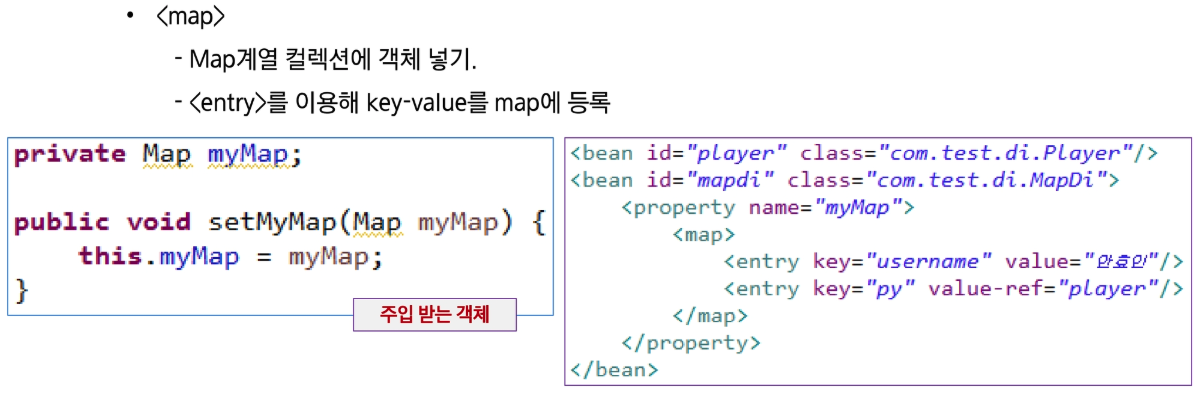 • <map>
- Map계열 컬렉션에 객체 넣기.
- <entry>를 이용해 key-value를 map에 등록
private Map myMap;
public void setMyMap(Map myMap) {
this.myMap = myMap;
}
주입 받는 객체
<bean id="player" class="com.test.di.Player"/>
<bean id="mapdi" class="com.test.di.MapDi">
<property name="myMap">
<map>
<entry key="username" value="안효인"/>
<entry key="py" value-ref="player"/>
</map>
</property>
</bean>